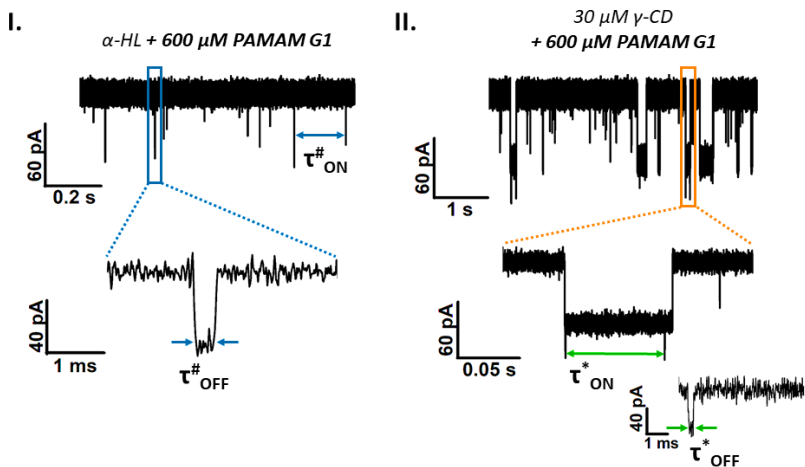 I.
α-HL + 600 μM PAMAM G1
60 pA
0.2 s
τ#ON
40 pA
1 ms
τ#OFF
II.
30 μM γ-CD
+ 600 μM PAMAM G1
60 pA
1 s
60 pA
0.05 s
τ*ON
40 pA
1 ms
τ*OFF